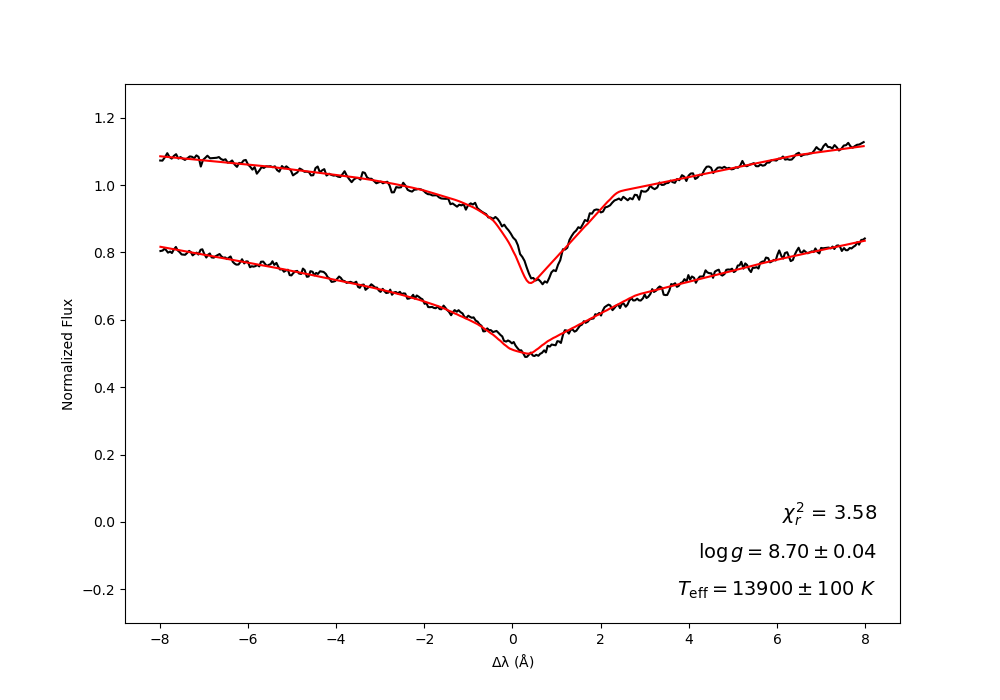 1.2
1.0
0.8
0.6
0.4
0.2
0.0
−0.2
Normalized Flux
χ²ᵣ = 3.58
log g = 8.70 ± 0.04
T_eff = 13900 ± 100 K
−8 −6 −4 −2 0 2 4 6 8
Δλ (Å)